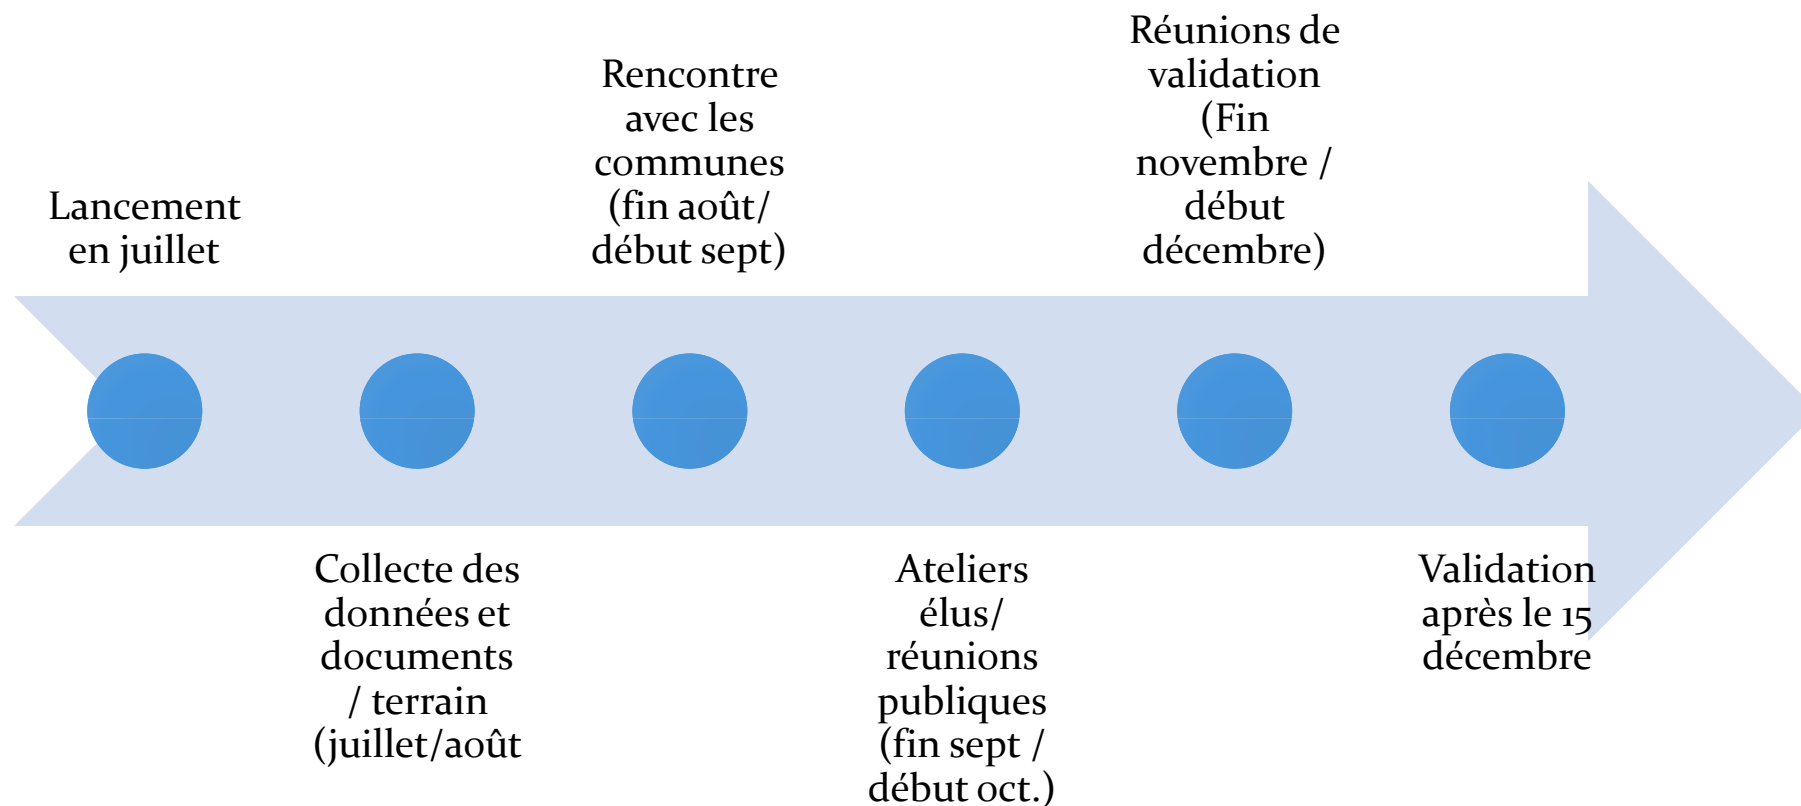 Lancement
en juillet
Collecte des
données et
documents
/ terrain
(juillet/août
Rencontre
avec les
communes
(fin août/
début sept)
Ateliers
élus/
réunions
publiques
(fin sept /
début oct.)
Réunions de
validation
(Fin
novembre /
début
décembre)
Validation
après le 15
décembre